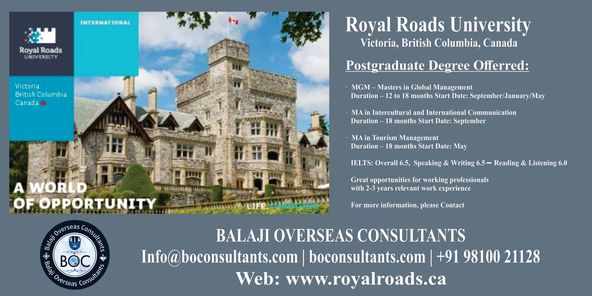 INTERNATIONAL
Royal Roads
UNIVERSITY
Victoria
British Columbia
Canada
A WORLD
OF OPPORTUNITY
Royal Roads University
Victoria, British Columbia, Canada
Postgraduate Degree Offerred:
· MGM – Masters in Global Management
Duration – 12 to 18 months Start Date: September/January/May
· MA in Intercultural and International Communication
Duration – 18 months Start Date: September
· MA in Tourism Management
Duration – 18 months Start Date: May
IELTS: Overall 6.5, Speaking & Writing 6.5 – Reading & Listening 6.0
Great opportunities for working professionals
with 2-3 years relevant work experience
For more information, please Contact
Balaji Overseas Consultants
BOC
Balaji Overseas Consultants
BALAJI OVERSEAS CONSULTANTS
Info@boconsultants.com | boconsultants.com | +91 98100 21128
Web: www.royalroads.ca